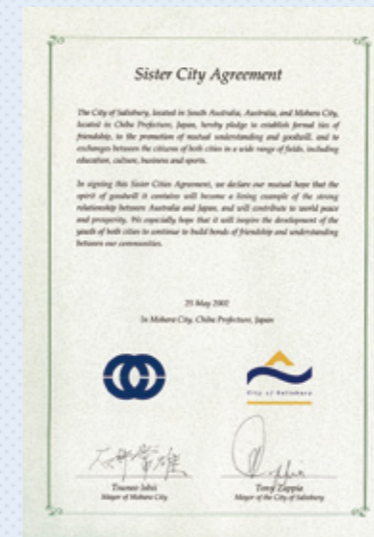 Sister City Agreement
The City of Salisbury, located in South Australia, Australia, and Mobara City,
located in Chiba Prefecture, Japan, hereby pledge to establish formal ties of
friendship, to the promotion of mutual understanding and goodwill, and to
exchanges between the citizens of both cities in a wide range of fields, including
education, culture, business and sports.
In signing this Sister Cities Agreement, we declare our mutual hope that the
spirit of goodwill it contains will become a living example of the strong
relationship between Australia and Japan, and will contribute to world peace
and prosperity. We especially hope that it will inspire the development of the
youth of both cities to continue to build bonds of friendship and understanding
between our communities.
25 May 2002
In Mobara City, Chiba Prefecture, Japan
City of Salisbury
石井常雄
Tsuneo Ishii
Mayor of Mobara City
Tony Zappia
Mayor of the City of Salisbury